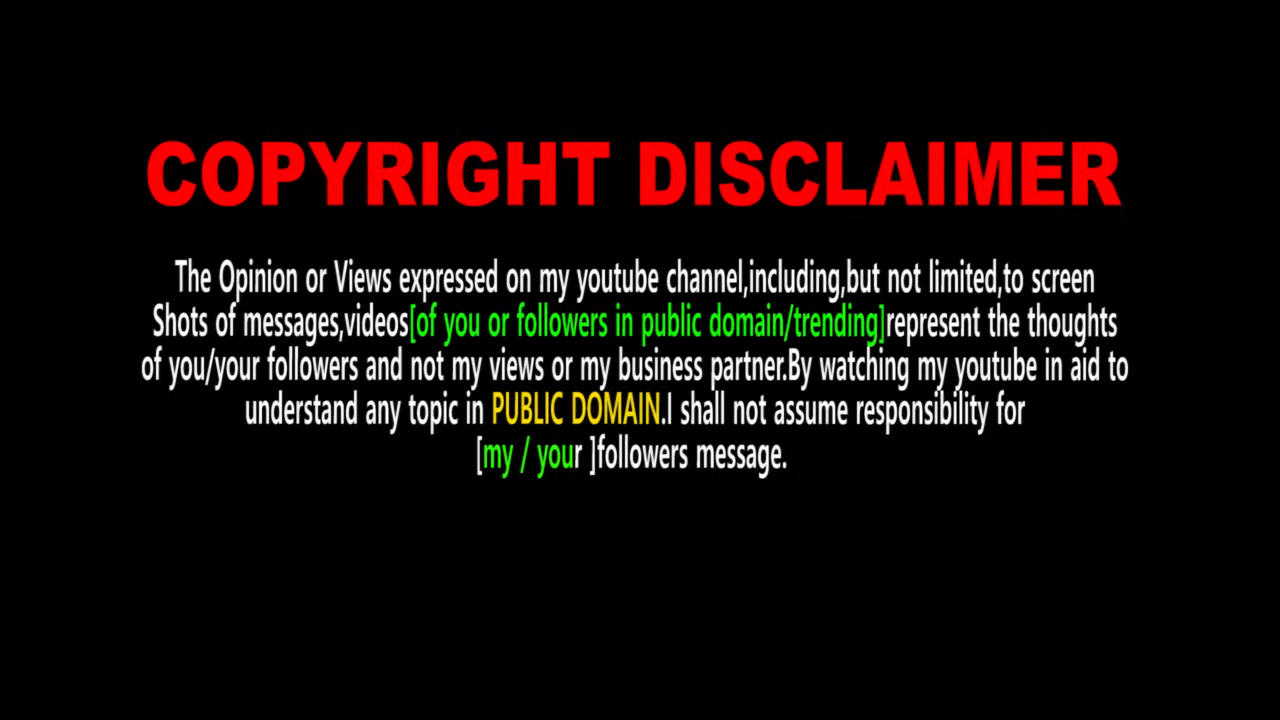 COPYRIGHT DISCLAIMER
The Opinion or Views expressed on my youtube channel,including,but not limited,to screen
Shots of messages,videos[of you or followers in public domain/trending]represent the thoughts
of you/your followers and not my views or my business partner.By watching my youtube in aid to
understand any topic in PUBLIC DOMAIN.I shall not assume responsibility for
[my / your ]followers message.